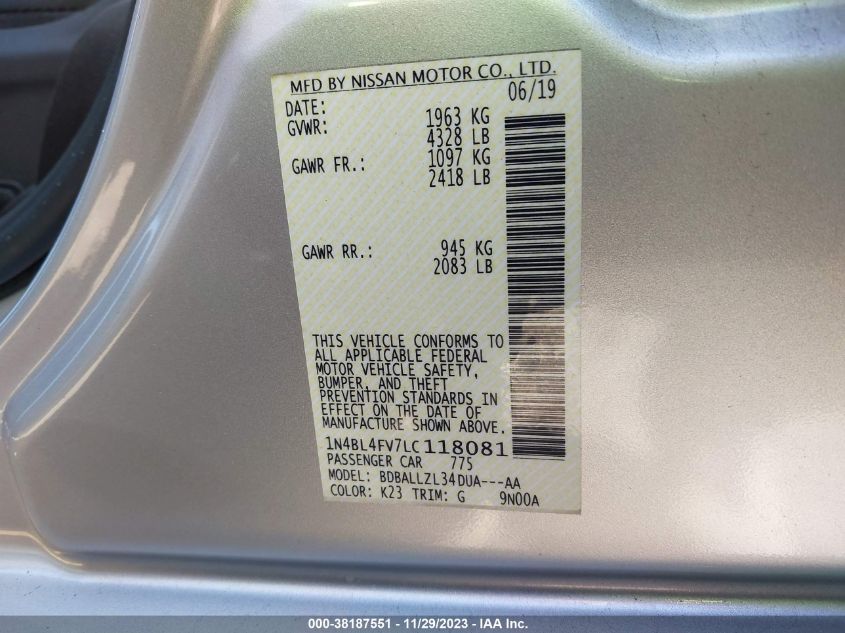 MFD BY NISSAN MOTOR CO., LTD.
DATE: 06/19
GVWR: 1963 KG
4328 LB
GAWR FR.: 1097 KG
2418 LB
GAWR RR.: 945 KG
2083 LB
THIS VEHICLE CONFORMS TO
ALL APPLICABLE FEDERAL
MOTOR VEHICLE SAFETY,
BUMPER, AND THEFT
PREVENTION STANDARDS IN
EFFECT ON THE DATE OF
MANUFACTURE SHOWN ABOVE.
1N4BL4FV7LC118081
PASSENGER CAR 775
MODEL: BDBALLZL34DUA---AA
COLOR: K23 TRIM: G 9N00A
000-38187551 - 11/29/2023 - IAA Inc.